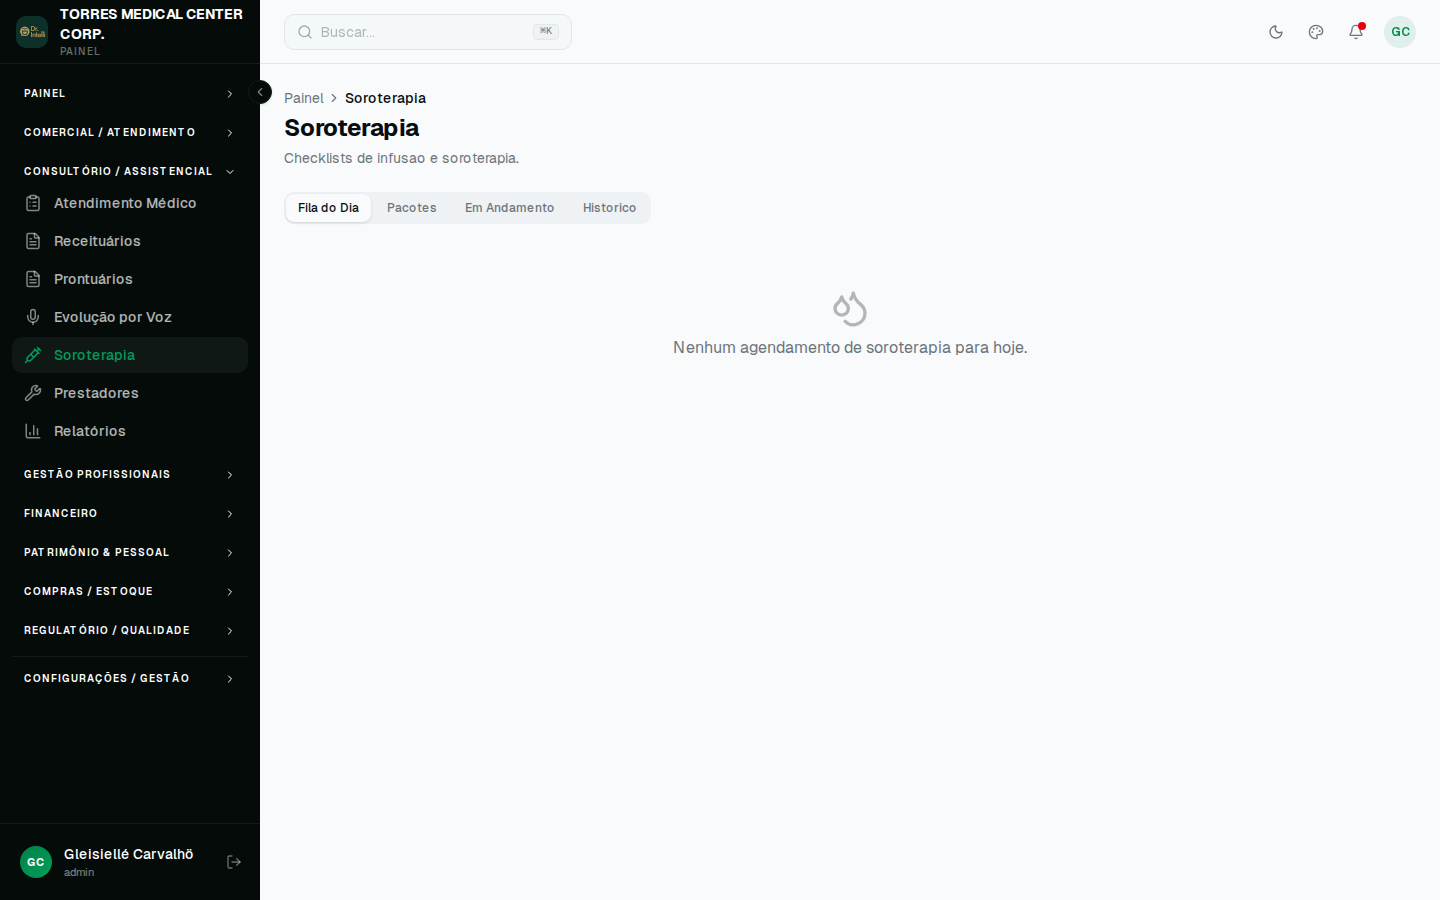 Dr. Intelli
TORRES MEDICAL CENTER
CORP.
PAINEL
PAINEL
COMERCIAL / ATENDIMENTO
CONSULTÓRIO / ASSISTENCIAL
Atendimento Médico
Receituários
Prontuários
Evolução por Voz
Soroterapia
Prestadores
Relatórios
GESTÃO PROFISSIONAIS
FINANCEIRO
PATRIMÔNIO & PESSOAL
COMPRAS / ESTOQUE
REGULATÓRIO / QUALIDADE
CONFIGURAÇÕES / GESTÃO
GC
Gleisiellé Carvalhö
admin
Buscar...
⌘K
GC
Painel
Soroterapia
Soroterapia
Checklists de infusao e soroterapia.
Fila do Dia
Pacotes
Em Andamento
Historico
Nenhum agendamento de soroterapia para hoje.